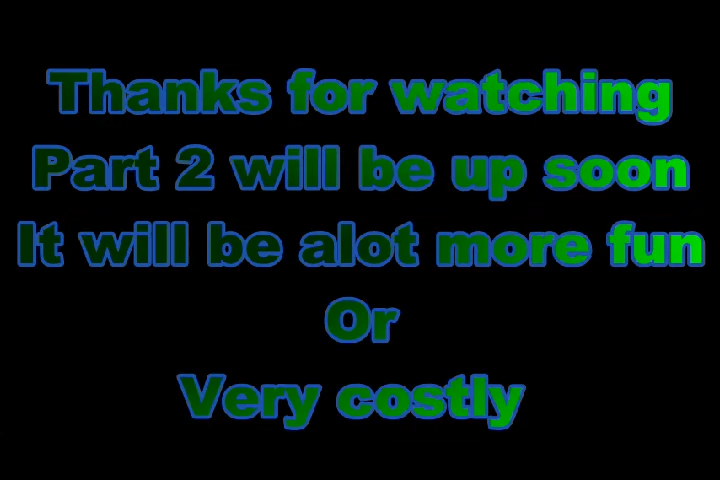 Thanks for watching
Part 2 will be up soon
It will be alot more fun
Or
Very costly